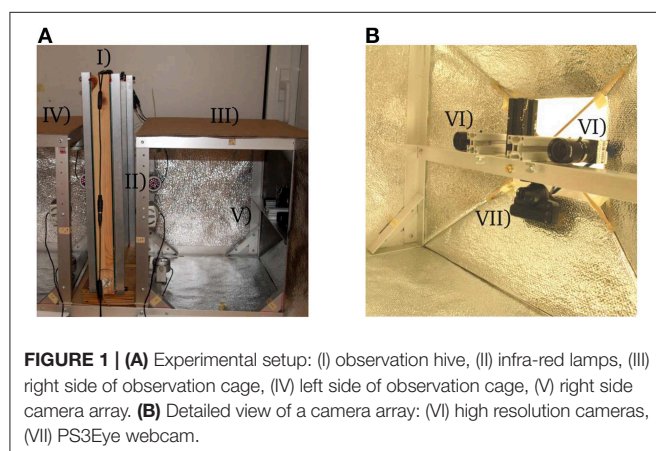 A
B
I)
IV)
III)
II)
V)
VI)
VI)
VII)
FIGURE 1 | (A) Experimental setup: (I) observation hive, (II) infra-red lamps, (III)
right side of observation cage, (IV) left side of observation cage, (V) right side
camera array. (B) Detailed view of a camera array: (VI) high resolution cameras,
(VII) PS3Eye webcam.